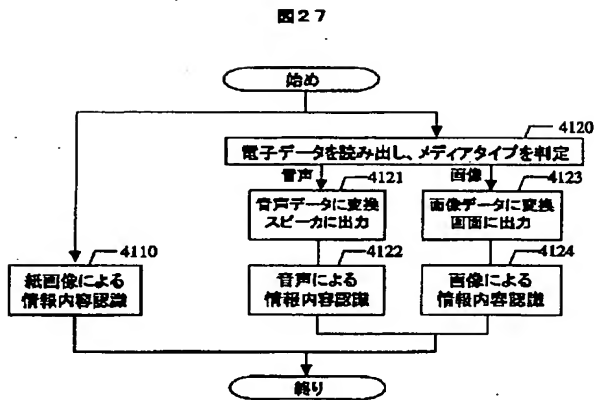 図27
始め
4120
電子データを読み出し、メディアタイプを判定
音声
4121
画像
4123
音声データに変換
スピーカに出力
画像データに変換
画面に出力
4110
紙画像による
情報内容認識
4122
音声による
情報内容認識
4124
画像による
情報内容認識
終り